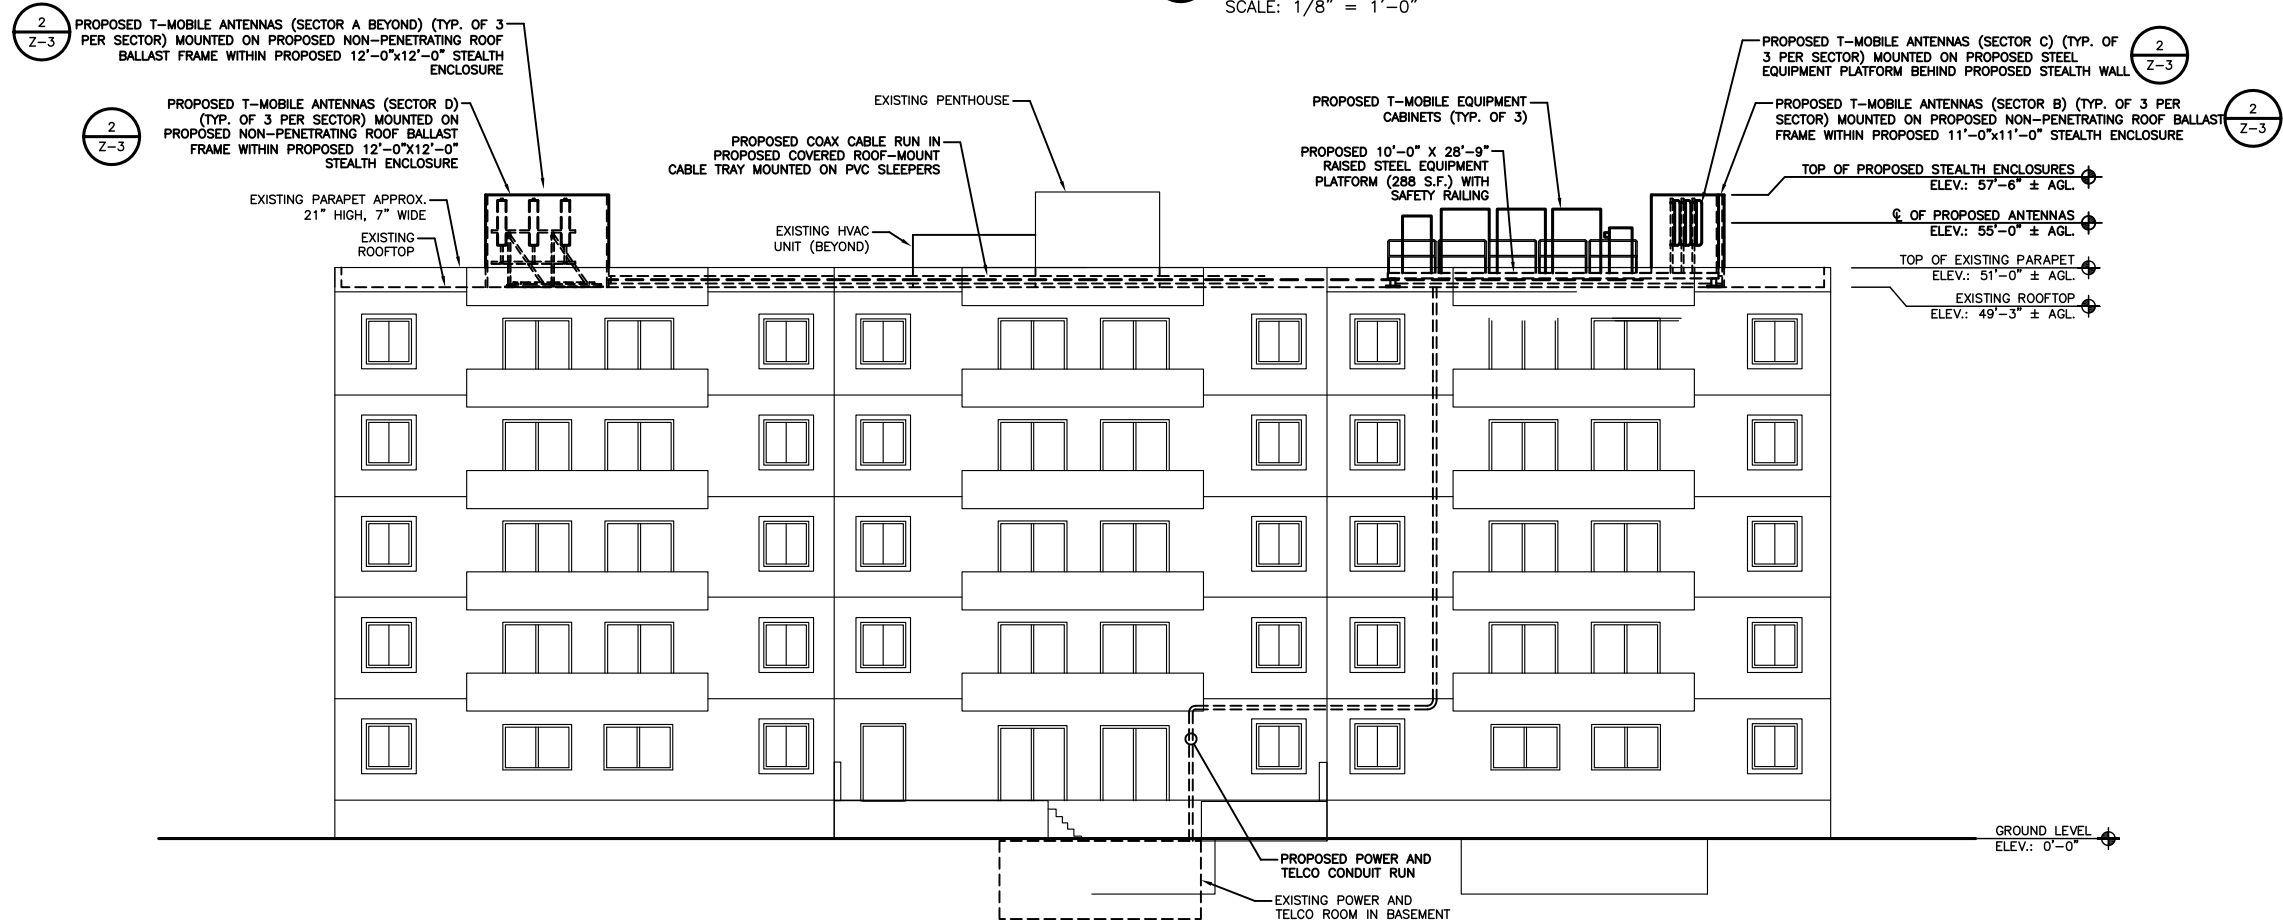 SCALE: 1/8" = 1'-0"
2
Z-3
PROPOSED T-MOBILE ANTENNAS (SECTOR A BEYOND) (TYP. OF 3
PER SECTOR) MOUNTED ON PROPOSED NON-PENETRATING ROOF
BALLAST FRAME WITHIN PROPOSED 12'-0"x12'-0" STEALTH
ENCLOSURE
2
Z-3
PROPOSED T-MOBILE ANTENNAS (SECTOR D)
(TYP. OF 3 PER SECTOR) MOUNTED ON
PROPOSED NON-PENETRATING ROOF BALLAST
FRAME WITHIN PROPOSED 12'-0"X12'-0"
STEALTH ENCLOSURE
EXISTING PARAPET APPROX.
21" HIGH, 7" WIDE
EXISTING
ROOFTOP
EXISTING PENTHOUSE
PROPOSED COAX CABLE RUN IN
PROPOSED COVERED ROOF-MOUNT
CABLE TRAY MOUNTED ON PVC SLEEPERS
EXISTING HVAC
UNIT (BEYOND)
PROPOSED T-MOBILE EQUIPMENT
CABINETS (TYP. OF 3)
PROPOSED 10'-0" X 28'-9"
RAISED STEEL EQUIPMENT
PLATFORM (288 S.F.) WITH
SAFETY RAILING
PROPOSED T-MOBILE ANTENNAS (SECTOR C) (TYP. OF
3 PER SECTOR) MOUNTED ON PROPOSED STEEL
EQUIPMENT PLATFORM BEHIND PROPOSED STEALTH WALL
2
Z-3
PROPOSED T-MOBILE ANTENNAS (SECTOR B) (TYP. OF 3 PER
SECTOR) MOUNTED ON PROPOSED NON-PENETRATING ROOF BALLAST
FRAME WITHIN PROPOSED 11'-0"x11'-0" STEALTH ENCLOSURE
2
Z-3
TOP OF PROPOSED STEALTH ENCLOSURES
ELEV.: 57'-6" ± AGL.
℄ OF PROPOSED ANTENNAS
ELEV.: 55'-0" ± AGL.
TOP OF EXISTING PARAPET
ELEV.: 51'-0" ± AGL.
EXISTING ROOFTOP
ELEV.: 49'-3" ± AGL.
GROUND LEVEL
ELEV.: 0'-0"
PROPOSED POWER AND
TELCO CONDUIT RUN
EXISTING POWER AND
TELCO ROOM IN BASEMENT